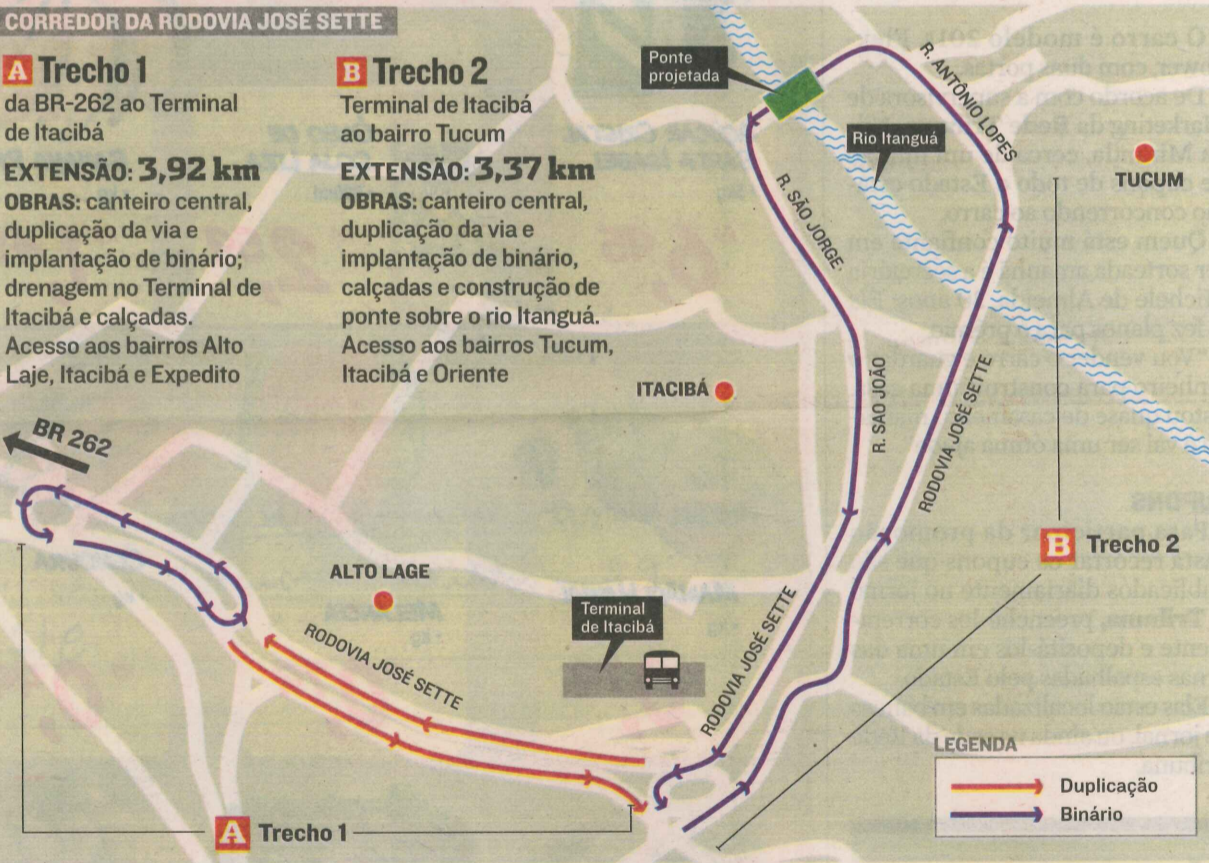 CORREDOR DA RODOVIA JOSÉ SETTE
A Trecho 1
da BR-262 ao Terminal
de Itacibá
EXTENSÃO: 3,92 km
OBRAS: canteiro central,
duplicação da via e
implantação de binário;
drenagem no Terminal de
Itacibá e calçadas.
Acesso aos bairros Alto
Laje, Itacibá e Expedito
B Trecho 2
Terminal de Itacibá
ao bairro Tucum
EXTENSÃO: 3,37 km
OBRAS: canteiro central,
duplicação da via e
implantação de binário,
calçadas e construção de
ponte sobre o rio Itanguá.
Acesso aos bairros Tucum,
Itacibá e Oriente
Ponte
projetada
R. ANTÔNIO LOPES
Rio Itanguá
TUCUM
R. SÃO JORGE
ITACIBÁ
R. SÃO JOÃO
RODOVIA JOSÉ SETTE
BR 262
B Trecho 2
ALTO LAGE
RODOVIA JOSÉ SETTE
Terminal
de Itacibá
RODOVIA JOSÉ SETTE
A Trecho 1
LEGENDA
Duplicação
Binário